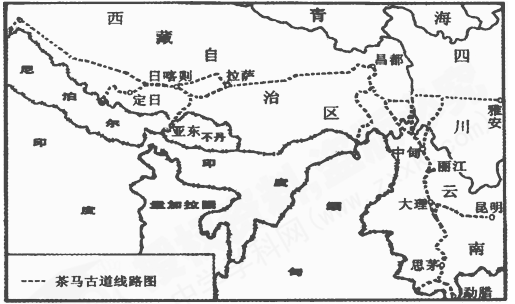 西
藏
自
治
区
青
海
四
川
云
南
昌都
拉萨
日喀则
定日
亚东
不丹
尼
泊
尔
印
度
孟加拉国
印
度
缅
甸
中甸
丽江
大理
昆明
思茅
勐腊
雅安
茶马古道线路图